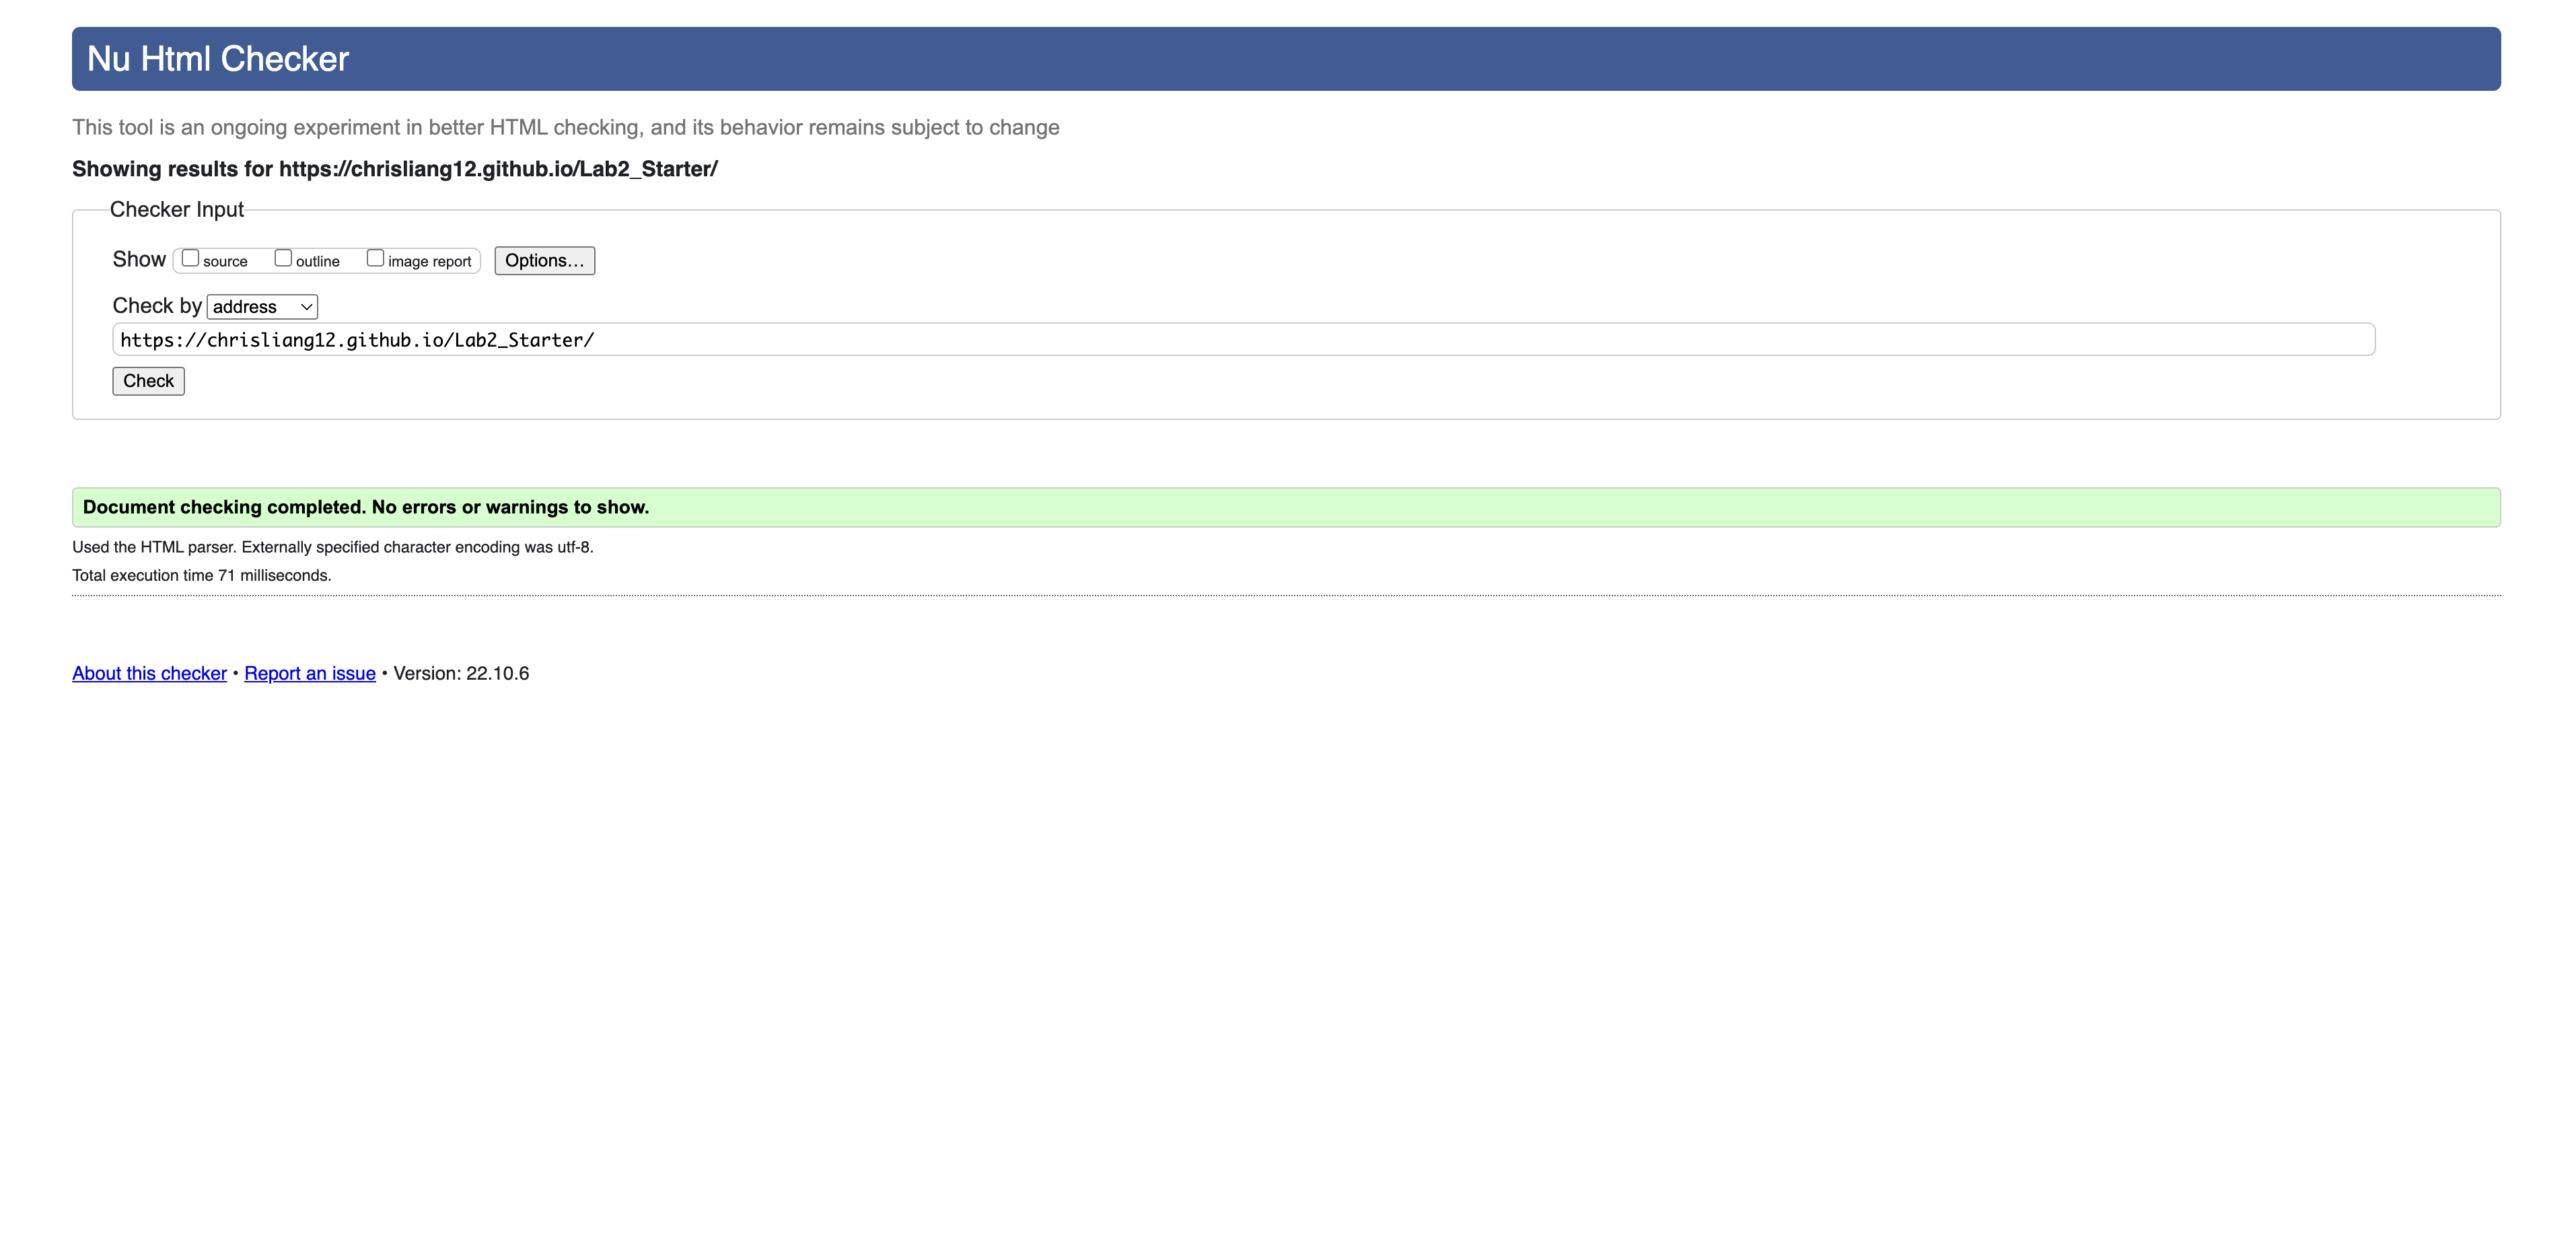 Nu Html Checker
This tool is an ongoing experiment in better HTML checking, and its behavior remains subject to change
Showing results for https://chrisliang12.github.io/Lab2_Starter/
Checker Input
Show source outline image report Options...
Check by address
https://chrisliang12.github.io/Lab2_Starter/
Check
Document checking completed. No errors or warnings to show.
Used the HTML parser. Externally specified character encoding was utf-8.
Total execution time 71 milliseconds.
About this checker • Report an issue • Version: 22.10.6